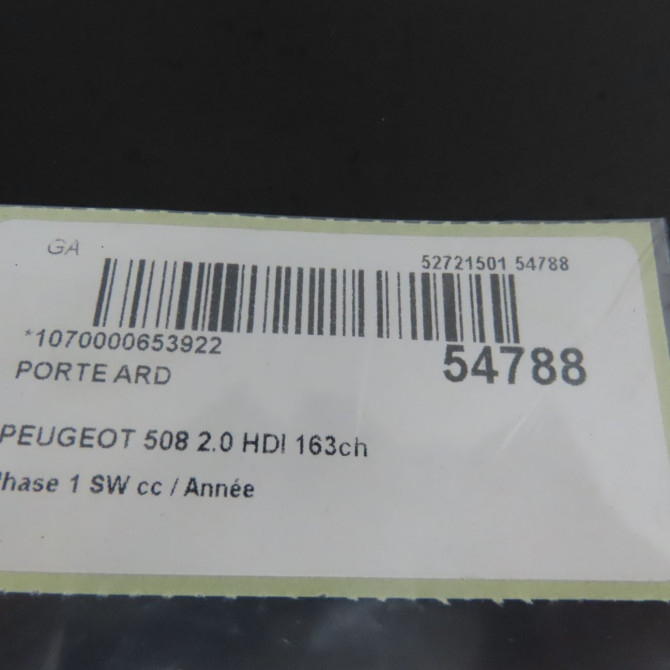 GA
52721501 54788
*1070000653922
54788
PORTE ARD
PEUGEOT 508 2.0 HDI 163ch
hase 1 SW cc / Année